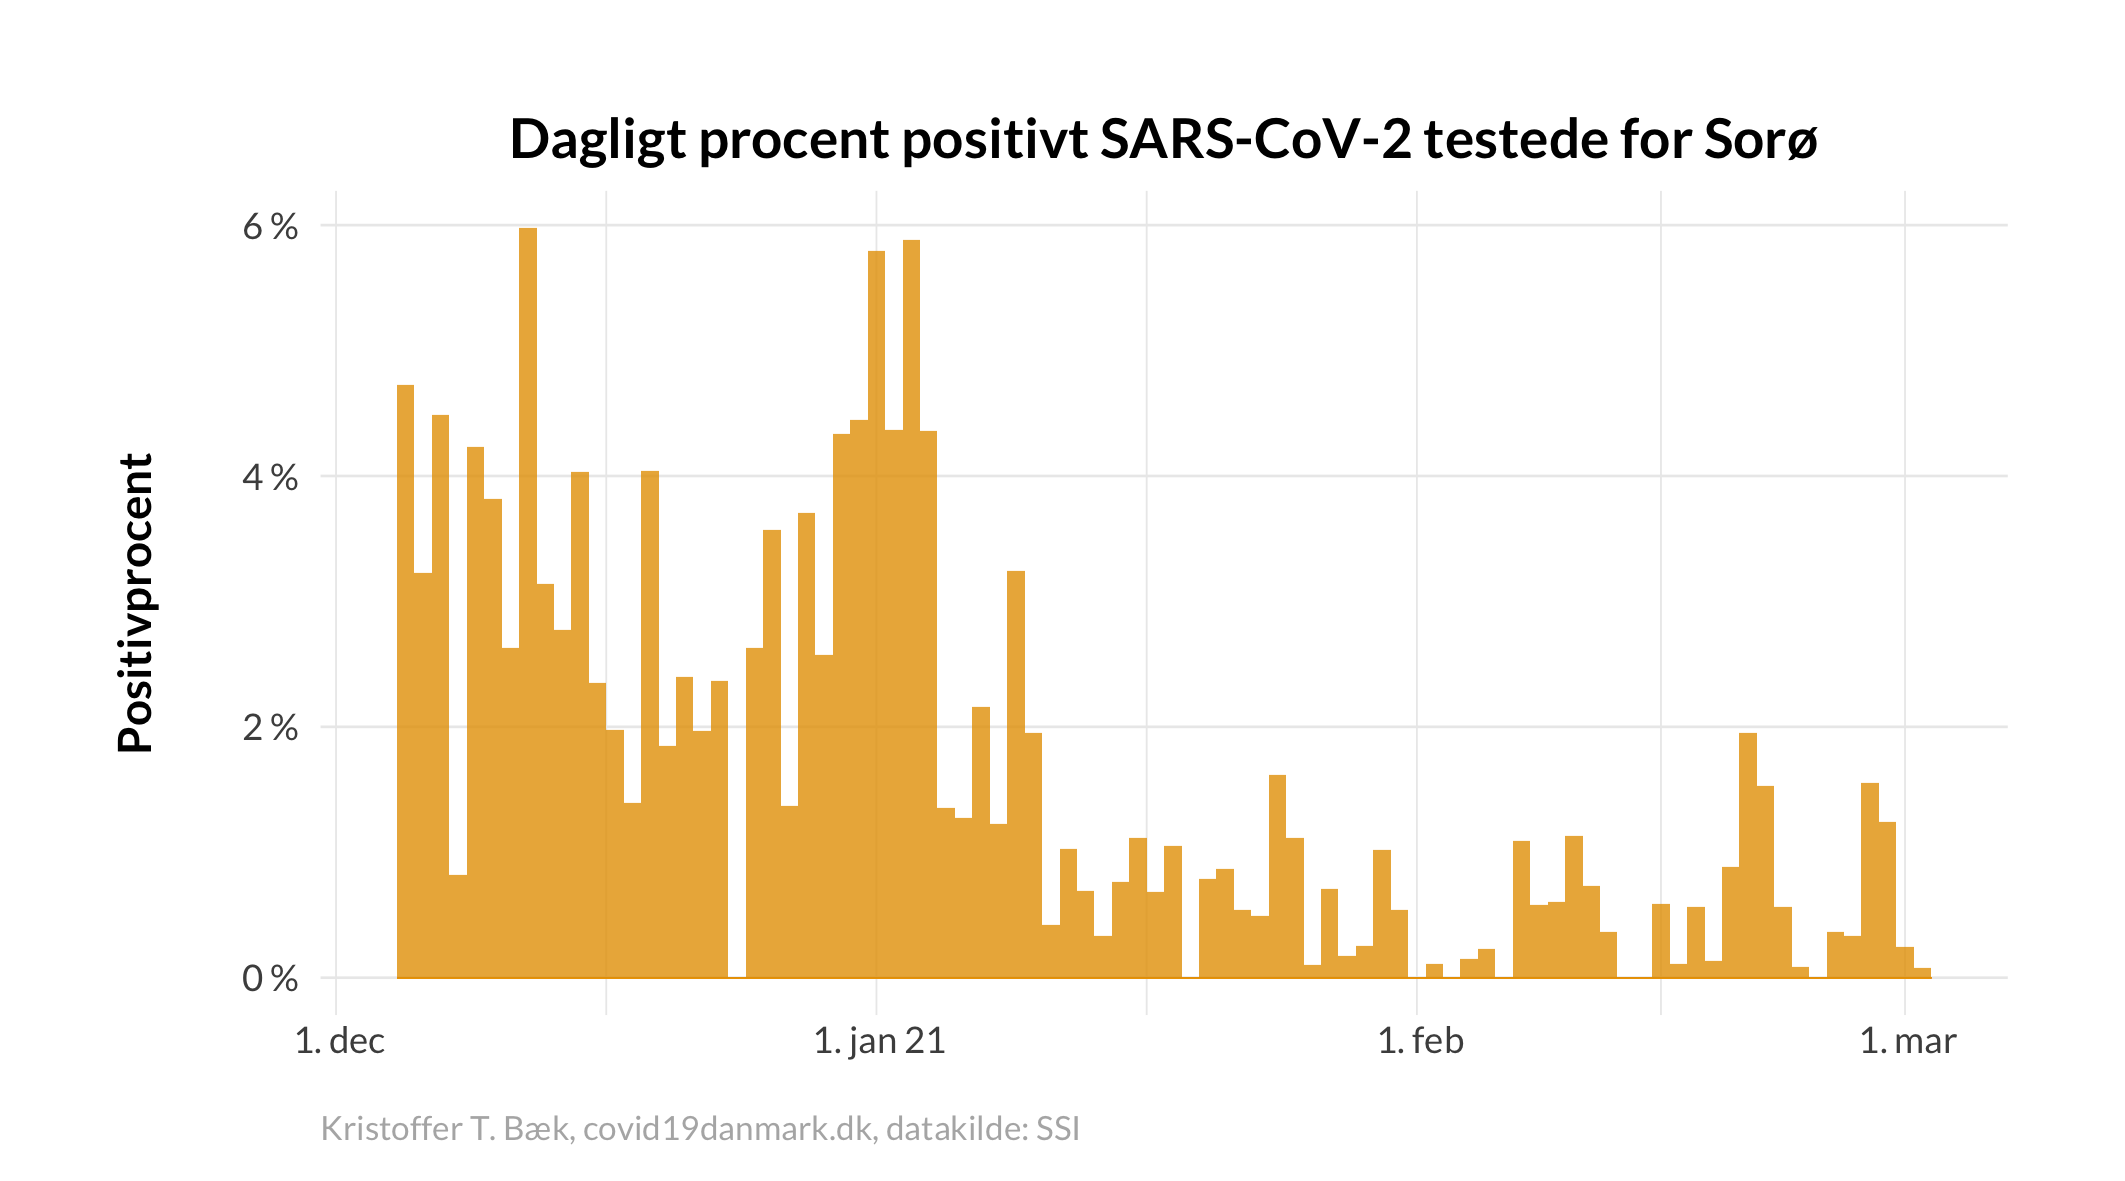 Dagligt procent positivt SARS-CoV-2 testede for Sorø
Positivprocent
6 %
4 %
2 %
0 %
1. dec
1. jan 21
1. feb
1. mar
Kristoffer T. Bæk, covid19danmark.dk, datakilde: SSI